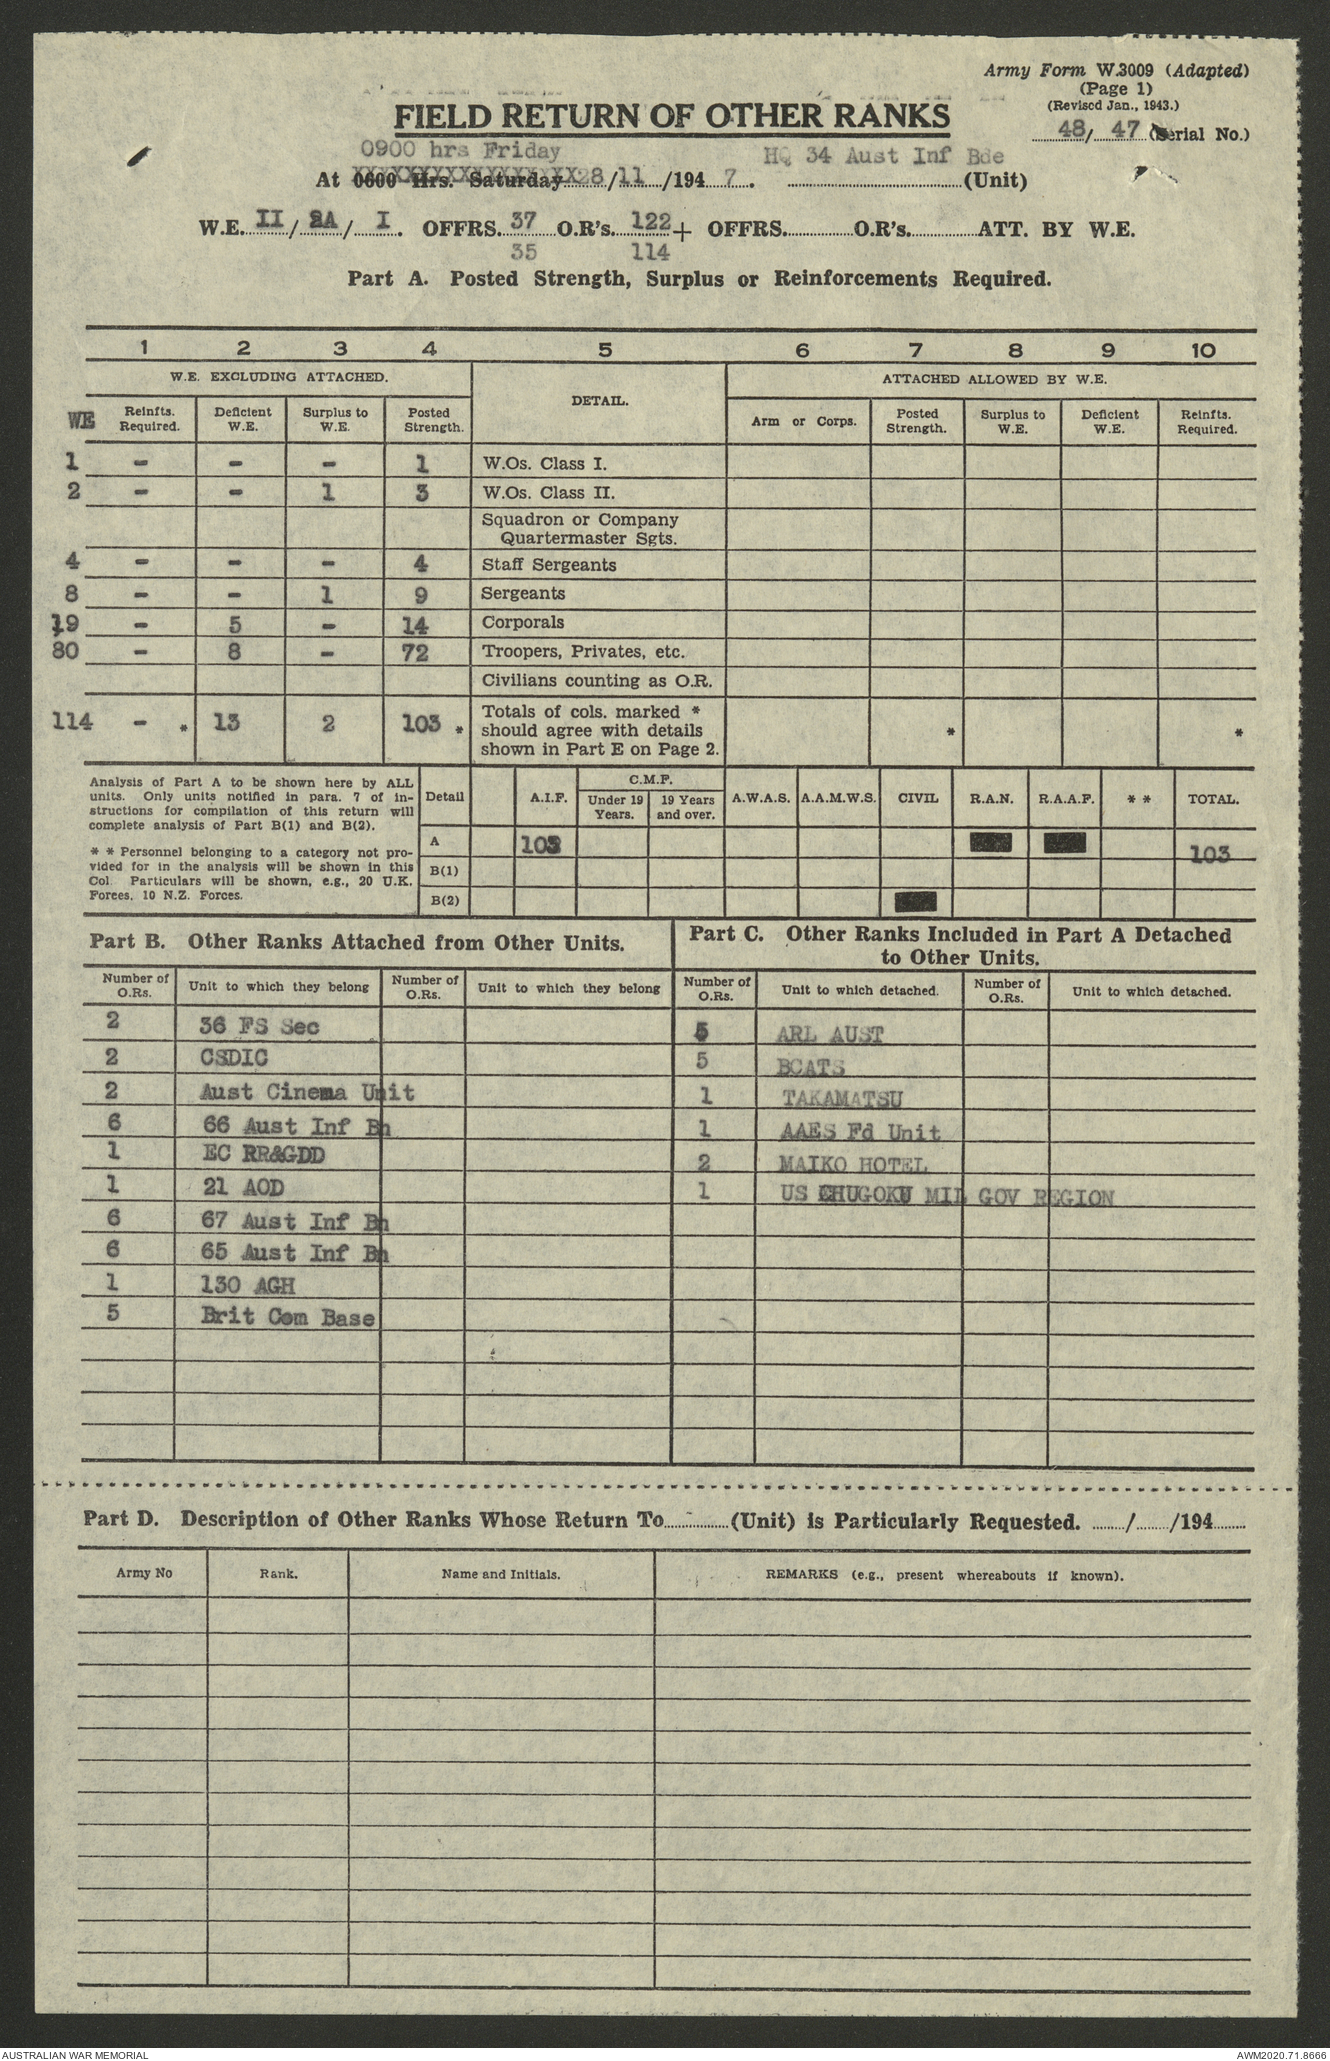 Army Form W.3009 (Adapted)
(Page 1)
(Revised Jan., 1943.)
48/ 47 (Serial No.)
FIELD RETURN OF OTHER RANKS
0900 hrs Friday HQ 34 Aust Inf Bde
At 0600 Hrs. Saturday 28/11/1947. (Unit)
W.E. II/2A/I. OFFRS. 37 O.R's. 122 + OFFRS. O.R's. ATT. BY W.E.
35 114
Part A. Posted Strength, Surplus or Reinforcements Required.
1 2 3 4 5 6 7 8 9 10
W.E. EXCLUDING ATTACHED. DETAIL. ATTACHED ALLOWED BY W.E.
WE Reinfts. Required. Deficient W.E. Surplus to W.E. Posted Strength. Arm or Corps. Posted Strength. Surplus to W.E. Deficient W.E. Reinfts. Required.
1 - - - 1 W.Os. Class I.
2 - - 1 3 W.Os. Class II.
Squadron or Company
Quartermaster Sgts.
4 - - - 4 Staff Sergeants
8 - - 1 9 Sergeants
19 - 5 - 14 Corporals
80 - 8 - 72 Troopers, Privates, etc.
Civilians counting as O.R.
114 - * 13 2 103 * Totals of cols. marked * * *
should agree with details
shown in Part E on Page 2.
Analysis of Part A to be shown here by ALL
units. Only units notified in para. 7 of in-
structions for compilation of this return will
complete analysis of Part B(1) and B(2).
* * Personnel belonging to a category not pro-
vided for in the analysis will be shown in this
Col. Particulars will be shown, e.g., 20 U.K.
Forces, 10 N.Z. Forces.
Detail A.I.F. C.M.F. A.W.A.S. A.A.M.W.S. CIVIL R.A.N. R.A.A.F. * * TOTAL.
Under 19 Years. 19 Years and over.
A 103 103
B(1)
B(2)
Part B. Other Ranks Attached from Other Units.
Number of O.Rs. Unit to which they belong Number of O.Rs. Unit to which they belong
2 36 FS Sec
2 CSDIC
2 Aust Cinema Unit
6 66 Aust Inf Bn
1 EC RR&GDD
1 21 AOD
6 67 Aust Inf Bn
6 65 Aust Inf Bn
1 130 AGH
5 Brit Com Base
Part C. Other Ranks Included in Part A Detached
to Other Units.
Number of O.Rs. Unit to which detached. Number of O.Rs. Unit to which detached.
5 ARL AUST
5 BCATS
1 TAKAMATSU
1 AAES Fd Unit
2 MAIKO HOTEL
1 US CHUGOKU MIL GOV REGION
Part D. Description of Other Ranks Whose Return To (Unit) is Particularly Requested. / /194
Army No Rank. Name and Initials. REMARKS (e.g., present whereabouts if known).
AUSTRALIAN WAR MEMORIAL AWM2020.71.8666